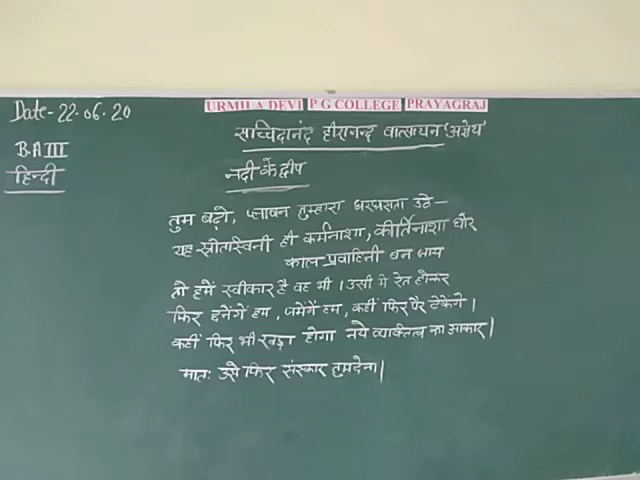 Date- 22.06.20
URMILA DEVI P G COLLEGE PRAYAGRAJ
B.A III
हिन्दी
सच्चिदानंद हीरानन्द वात्सायन 'अज्ञेय'
नदी के द्वीप
तुम बढ़ो, प्लावन तुम्हारा घरघराता उठे—
यह स्रोतस्विनी ही कर्मनाशा, कीर्तिनाशा घोर
काल-प्रवाहिनी बन जाय
तो हमें स्वीकार है वह भी। उसी में रेत होकर
फिर छनेंगें हम, जमेंगें हम, कहीं फिर पैर टेकेंगे।
कहीं फिर भी खड़ा होगा नये व्यक्तित्व का आकार।
मातः उसे फिर संस्कार तुम देना।